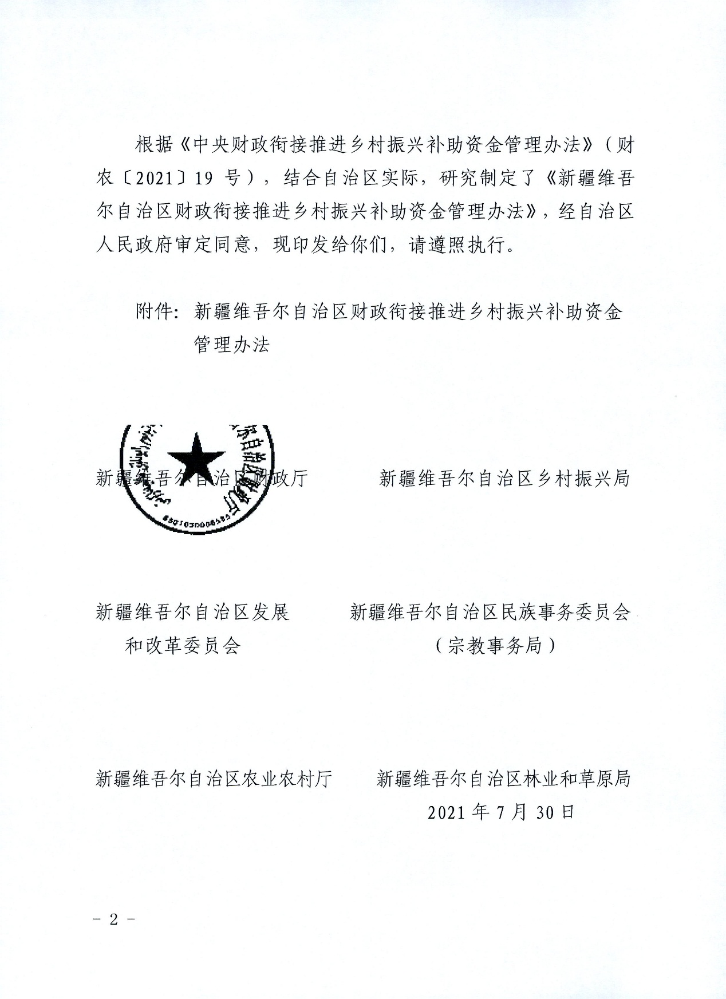 根据《中央财政衔接推进乡村振兴补助资金管理办法》（财
农〔2021〕19 号），结合自治区实际，研究制定了《新疆维吾
尔自治区财政衔接推进乡村振兴补助资金管理办法》，经自治区
人民政府审定同意，现印发给你们，请遵照执行。
附件：新疆维吾尔自治区财政衔接推进乡村振兴补助资金
管理办法
新疆维吾尔自治区财政厅 新疆维吾尔自治区乡村振兴局
尔自治区财政厅
新疆维吾尔自治区发展 新疆维吾尔自治区民族事务委员会
和改革委员会 （宗教事务局）
新疆维吾尔自治区农业农村厅 新疆维吾尔自治区林业和草原局
2021 年 7 月 30 日
- 2 -